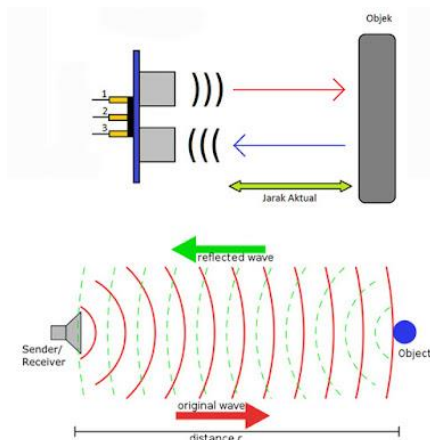 Objek
1
2
3
Jarak Aktual
reflected wave
Sender/
Receiver
Object
original wave
distance r